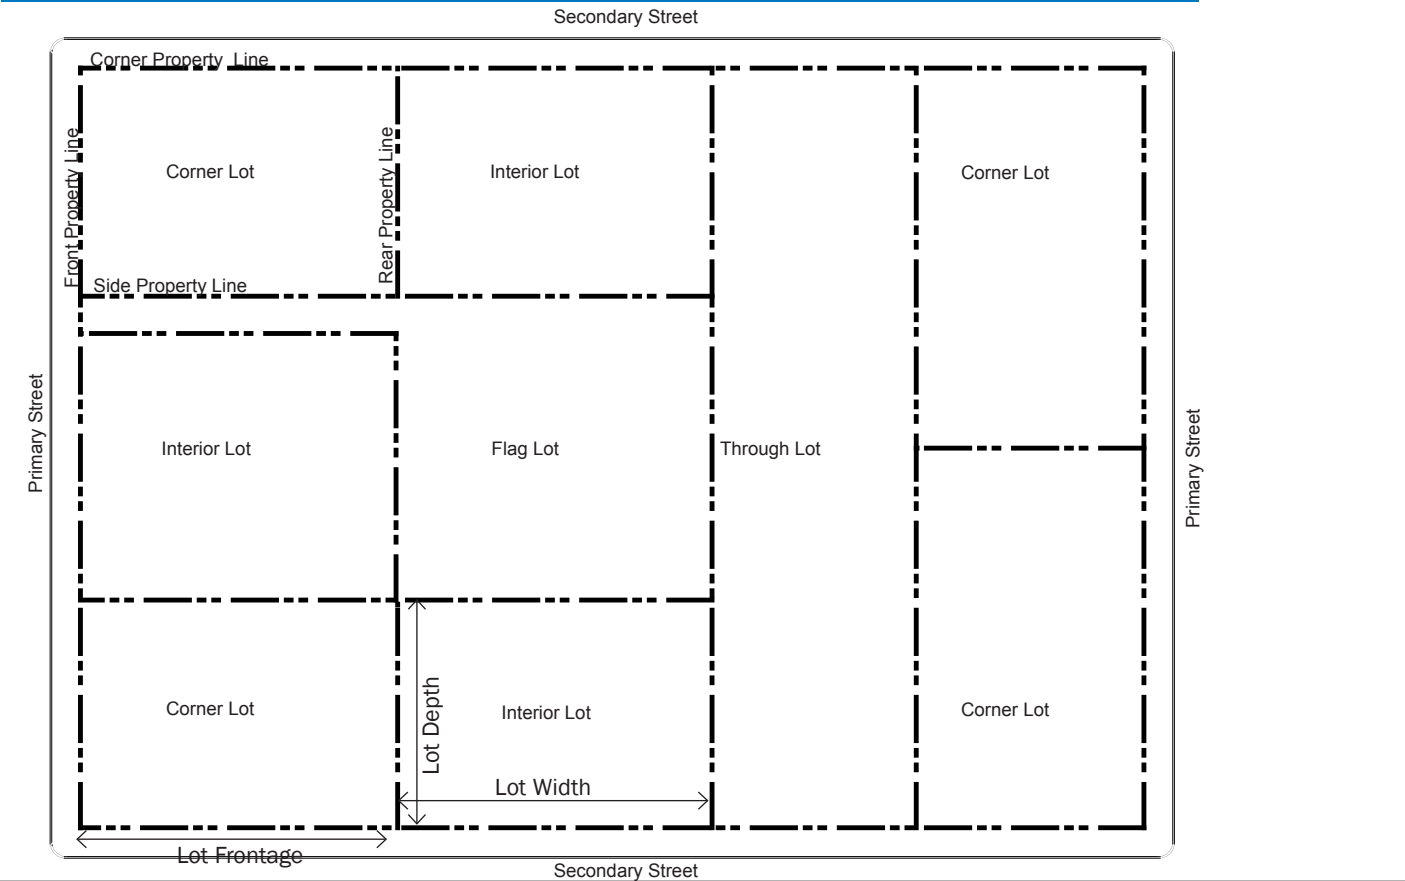 Secondary Street
Corner Property Line
Front Property Line
Rear Property Line
Corner Lot
Interior Lot
Corner Lot
Side Property Line
Primary Street
Interior Lot
Flag Lot
Through Lot
Primary Street
Corner Lot
Lot Depth
Interior Lot
Corner Lot
Lot Width
Lot Frontage
Secondary Street